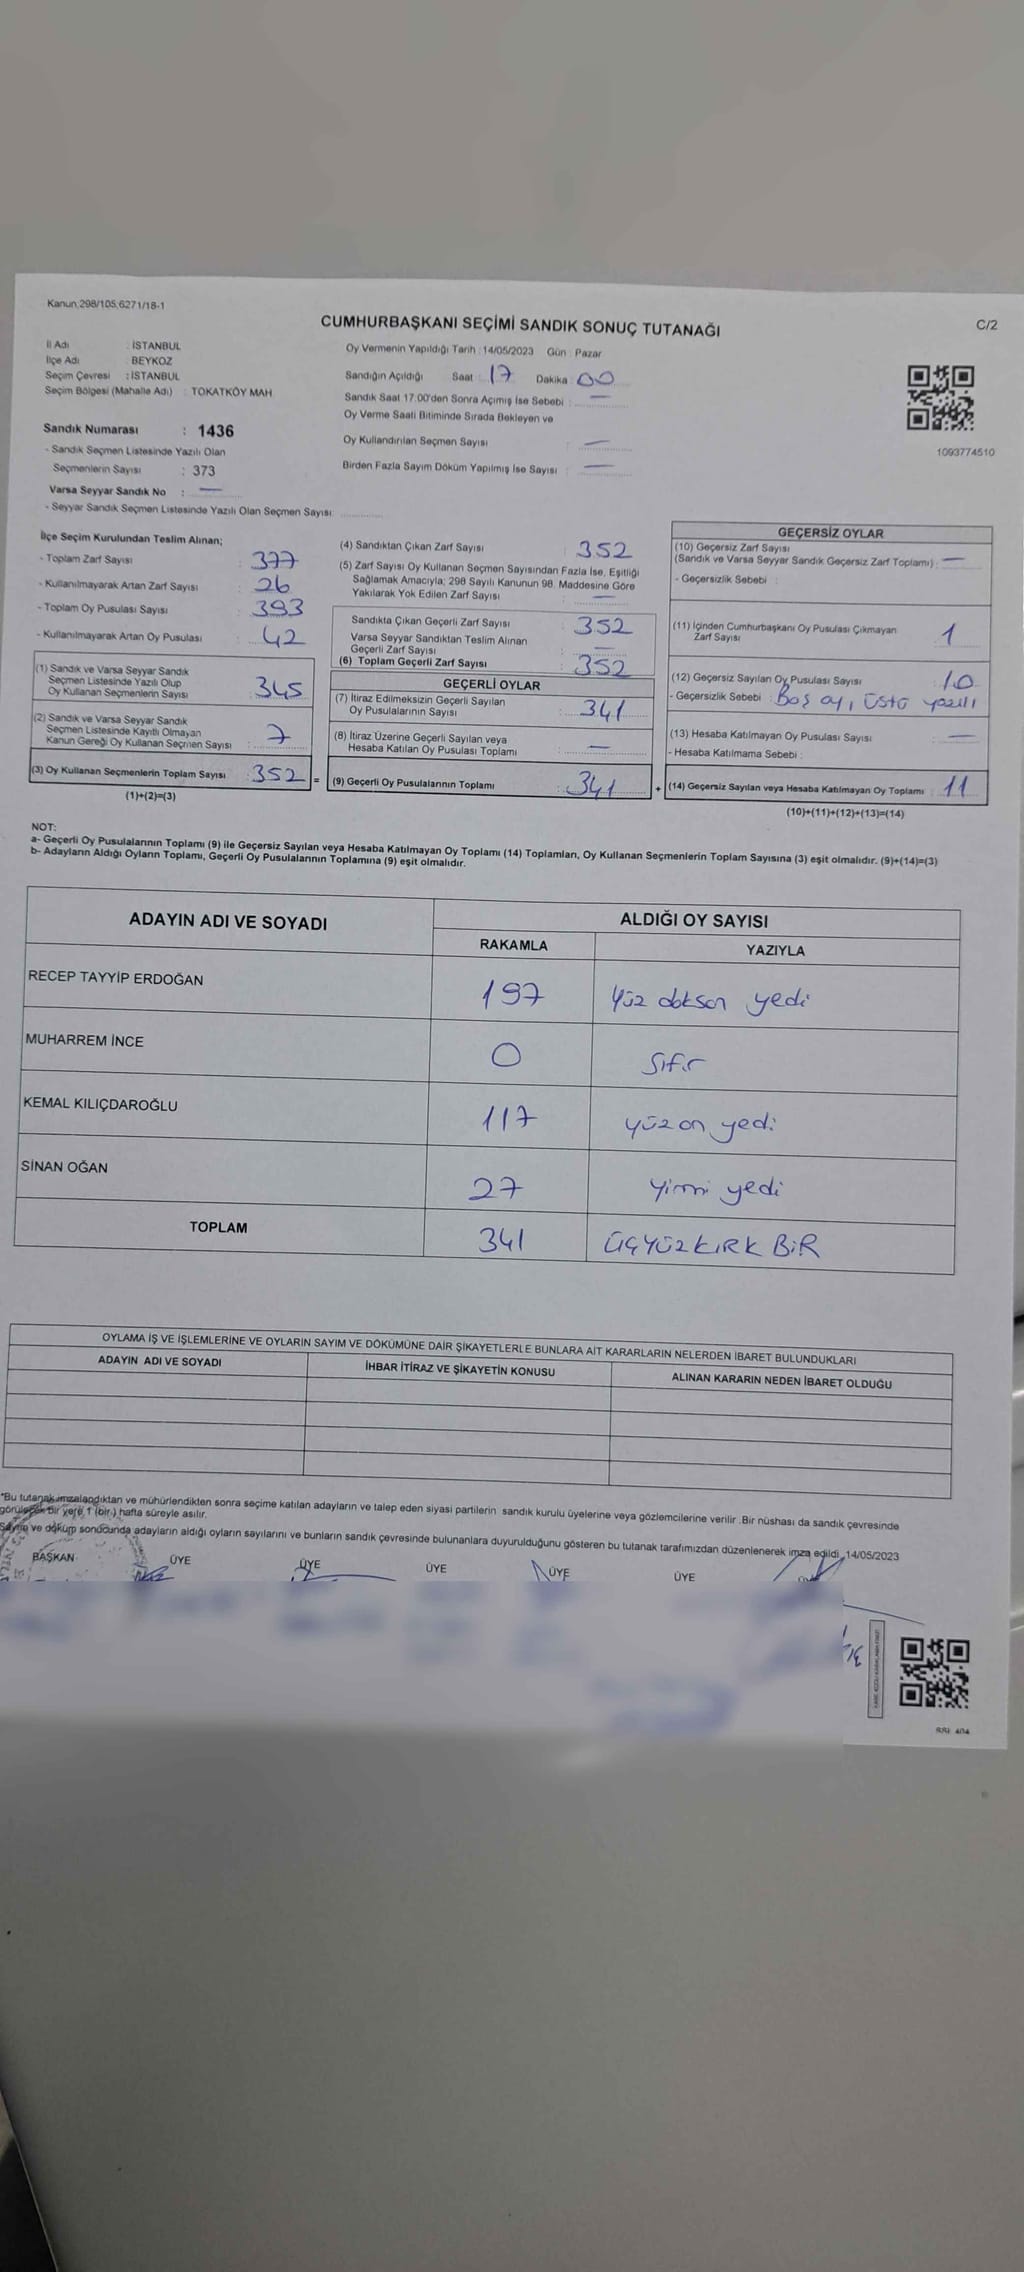 Kanun, 298/105,6271/18-1
CUMHURBAŞKANI SEÇİMİ SANDIK SONUÇ TUTANAĞI
C/2
İl Adı : İSTANBUL
İlçe Adı : BEYKOZ
Seçim Çevresi : İSTANBUL
Seçim Bölgesi (Mahalle Adı) : TOKATKÖY MAH
Sandık Numarası : 1436
- Sandık Seçmen Listesinde Yazılı Olan
Seçmenlerin Sayısı : 373
Varsa Seyyar Sandık No : —
- Seyyar Sandık Seçmen Listesinde Yazılı Olan Seçmen Sayısı:
Oy Vermenin Yapıldığı Tarih : 14/05/2023 Gün : Pazar
Sandığın Açıldığı Saat : 17 Dakika : 00
Sandık Saat 17:00'den Sonra Açımış İse Sebebi : —
Oy Verme Saati Bitiminde Sırada Bekleyen ve
Oy Kullandırılan Seçmen Sayısı : —
Birden Fazla Sayım Döküm Yapılmış İse Sayısı : —
1093774510
İlçe Seçim Kurulundan Teslim Alınan;
- Toplam Zarf Sayısı : 377
- Kullanılmayarak Artan Zarf Sayısı : 26
- Toplam Oy Pusulası Sayısı : 393
- Kullanılmayarak Artan Oy Pusulası : 42
(1) Sandık ve Varsa Seyyar Sandık
Seçmen Listesinde Yazılı Olup
Oy Kullanan Seçmenlerin Sayısı : 345
(2) Sandık ve Varsa Seyyar Sandık
Seçmen Listesinde Kayıtlı Olmayan
Kanun Gereği Oy Kullanan Seçmen Sayısı : 7
(3) Oy Kullanan Seçmenlerin Toplam Sayısı : 352 =
(1)+(2)=(3)
(4) Sandıktan Çıkan Zarf Sayısı : 352
(5) Zarf Sayısı Oy Kullanan Seçmen Sayısından Fazla İse, Eşitliği
Sağlamak Amacıyla; 298 Sayılı Kanunun 98. Maddesine Göre
Yakılarak Yok Edilen Zarf Sayısı : —
Sandıkta Çıkan Geçerli Zarf Sayısı : 352
Varsa Seyyar Sandıktan Teslim Alınan
Geçerli Zarf Sayısı : —
(6) Toplam Geçerli Zarf Sayısı : 352
GEÇERLİ OYLAR
(7) İtiraz Edilmeksizin Geçerli Sayılan
Oy Pusulalarının Sayısı : 341
(8) İtiraz Üzerine Geçerli Sayılan veya
Hesaba Katılan Oy Pusulası Toplamı : —
(9) Geçerli Oy Pusulalarının Toplamı : 341 +
GEÇERSİZ OYLAR
(10) Geçersiz Zarf Sayısı
(Sandık ve Varsa Seyyar Sandık Geçersiz Zarf Toplamı) : —
- Geçersizlik Sebebi :
(11) İçinden Cumhurbaşkanı Oy Pusulası Çıkmayan
Zarf Sayısı : 1
(12) Geçersiz Sayılan Oy Pusulası Sayısı : 10
- Geçersizlik Sebebi : Boş oy, üstü yazılı
(13) Hesaba Katılmayan Oy Pusulası Sayısı : —
- Hesaba Katılmama Sebebi :
(14) Geçersiz Sayılan veya Hesaba Katılmayan Oy Toplamı : 11
(10)+(11)+(12)+(13)=(14)
NOT:
a- Geçerli Oy Pusulalarının Toplamı (9) ile Geçersiz Sayılan veya Hesaba Katılmayan Oy Toplamı (14) Toplamları, Oy Kullanan Seçmenlerin Toplam Sayısına (3) eşit olmalıdır. (9)+(14)=(3)
b- Adayların Aldığı Oyların Toplamı, Geçerli Oy Pusulalarının Toplamına (9) eşit olmalıdır.
ADAYIN ADI VE SOYADI ALDIĞI OY SAYISI
RAKAMLA YAZIYLA
RECEP TAYYİP ERDOĞAN 197 Yüz doksan yedi
MUHARREM İNCE 0 Sıfır
KEMAL KILIÇDAROĞLU 117 yüz on yedi
SİNAN OĞAN 27 yirmi yedi
TOPLAM 341 ÜÇYÜZ KIRK BİR
OYLAMA İŞ VE İŞLEMLERİNE VE OYLARIN SAYIM VE DÖKÜMÜNE DAİR ŞİKAYETLERLE BUNLARA AİT KARARLARIN NELERDEN İBARET BULUNDUKLARI
ADAYIN ADI VE SOYADI İHBAR İTİRAZ VE ŞİKAYETİN KONUSU ALINAN KARARIN NEDEN İBARET OLDUĞU
*Bu tutanak imzalandıktan ve mühürlendikten sonra seçime katılan adayların ve talep eden siyasi partilerin sandık kurulu üyelerine veya gözlemcilerine verilir. Bir nüshası da sandık çevresinde
görülecek bir yere 1 (bir) hafta süreyle asılır.
Sayım ve döküm sonucunda adayların aldığı oyların sayılarını ve bunların sandık çevresinde bulunanlara duyurulduğunu gösteren bu tutanak tarafımızdan düzenlenerek imza edildi. 14/05/2023
BAŞKAN ÜYE ÜYE ÜYE ÜYE ÜYE